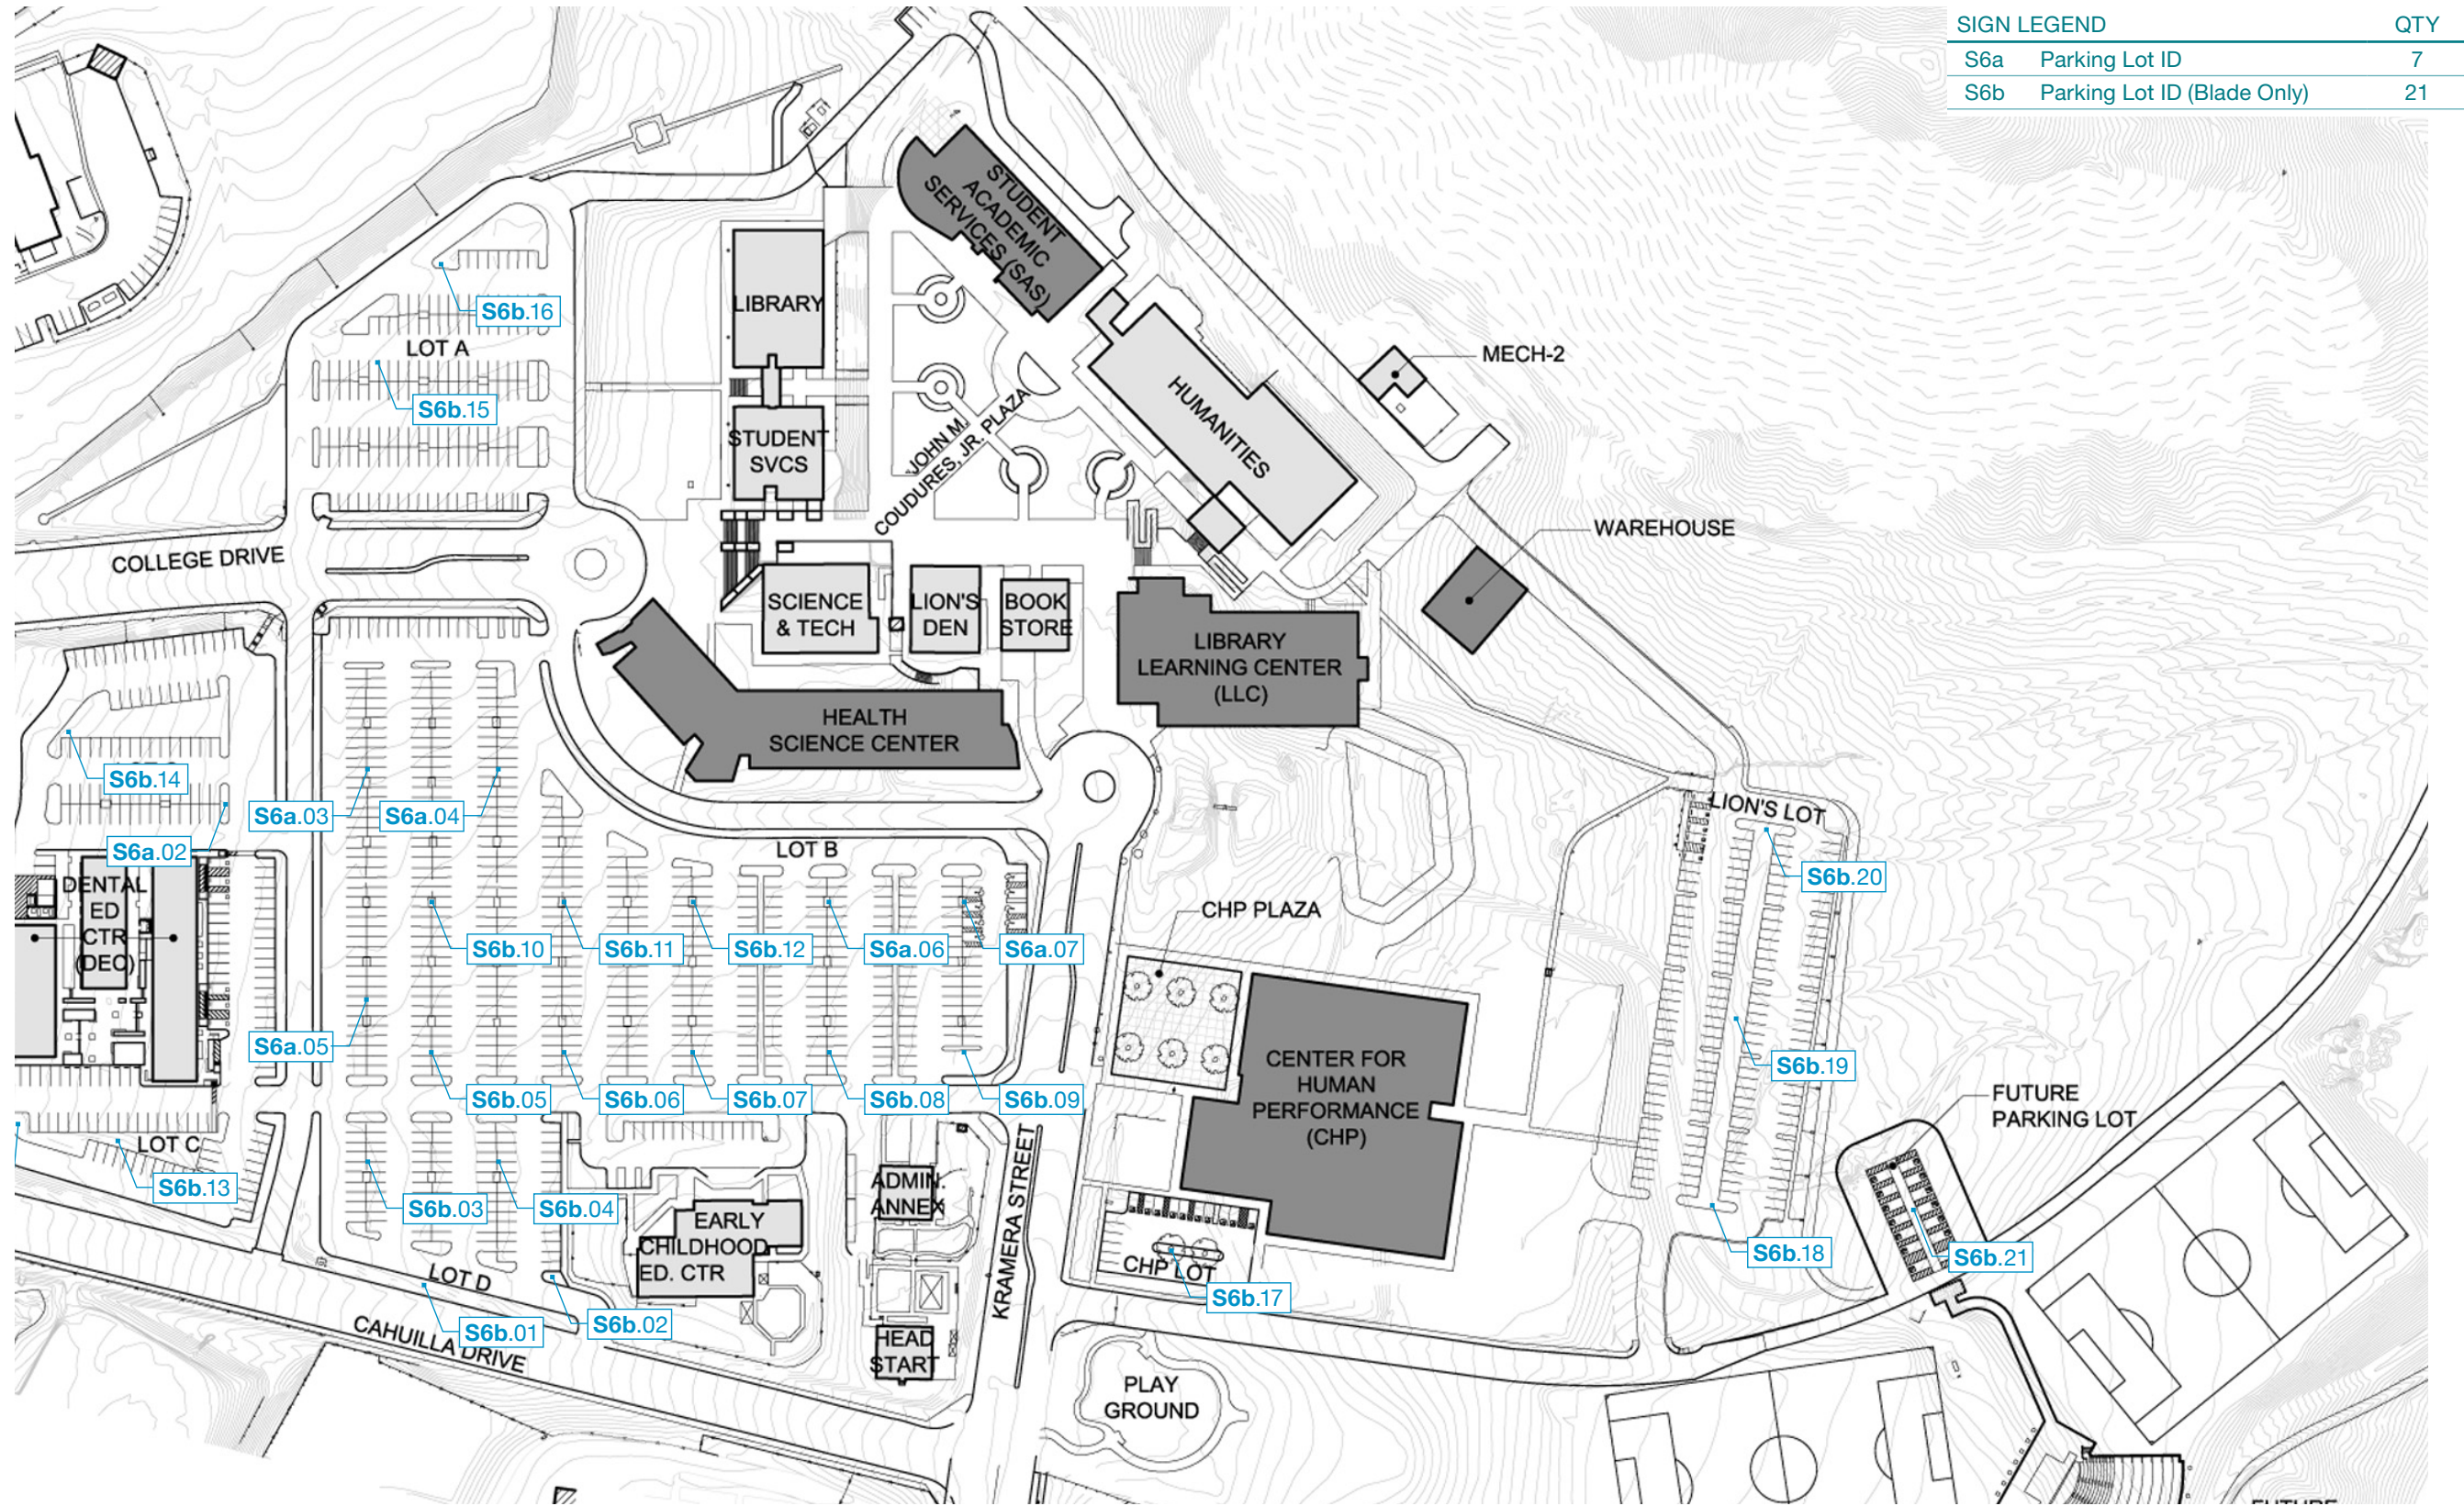 SIGN LEGEND QTY
S6a Parking Lot ID 7
S6b Parking Lot ID (Blade Only) 21
STUDENT
ACADEMIC
SERVICES (SAS)
LIBRARY
S6b.16
LOT A
S6b.15
MECH-2
HUMANITIES
STUDENT
SVCS
JOHN M.
COUDURES, JR. PLAZA
WAREHOUSE
COLLEGE DRIVE
SCIENCE
& TECH
LION'S
DEN
BOOK
STORE
LIBRARY
LEARNING CENTER
(LLC)
HEALTH
SCIENCE CENTER
S6b.14
S6a.03
S6a.04
S6a.02
LION'S LOT
LOT B
S6b.20
DENTAL
ED
CTR
(DEC)
CHP PLAZA
S6b.10
S6b.11
S6b.12
S6a.06
S6a.07
S6a.05
S6b.19
CENTER FOR
HUMAN
PERFORMANCE
(CHP)
S6b.05
S6b.06
S6b.07
S6b.08
S6b.09
FUTURE
PARKING LOT
LOT C
S6b.13
S6b.03
S6b.04
ADMIN.
ANNEX
KRAMERA STREET
EARLY
CHILDHOOD
ED. CTR
S6b.18
S6b.21
LOT D
CHP LOT
S6b.17
S6b.01
S6b.02
CAHUILLA DRIVE
HEAD
START
PLAY
GROUND